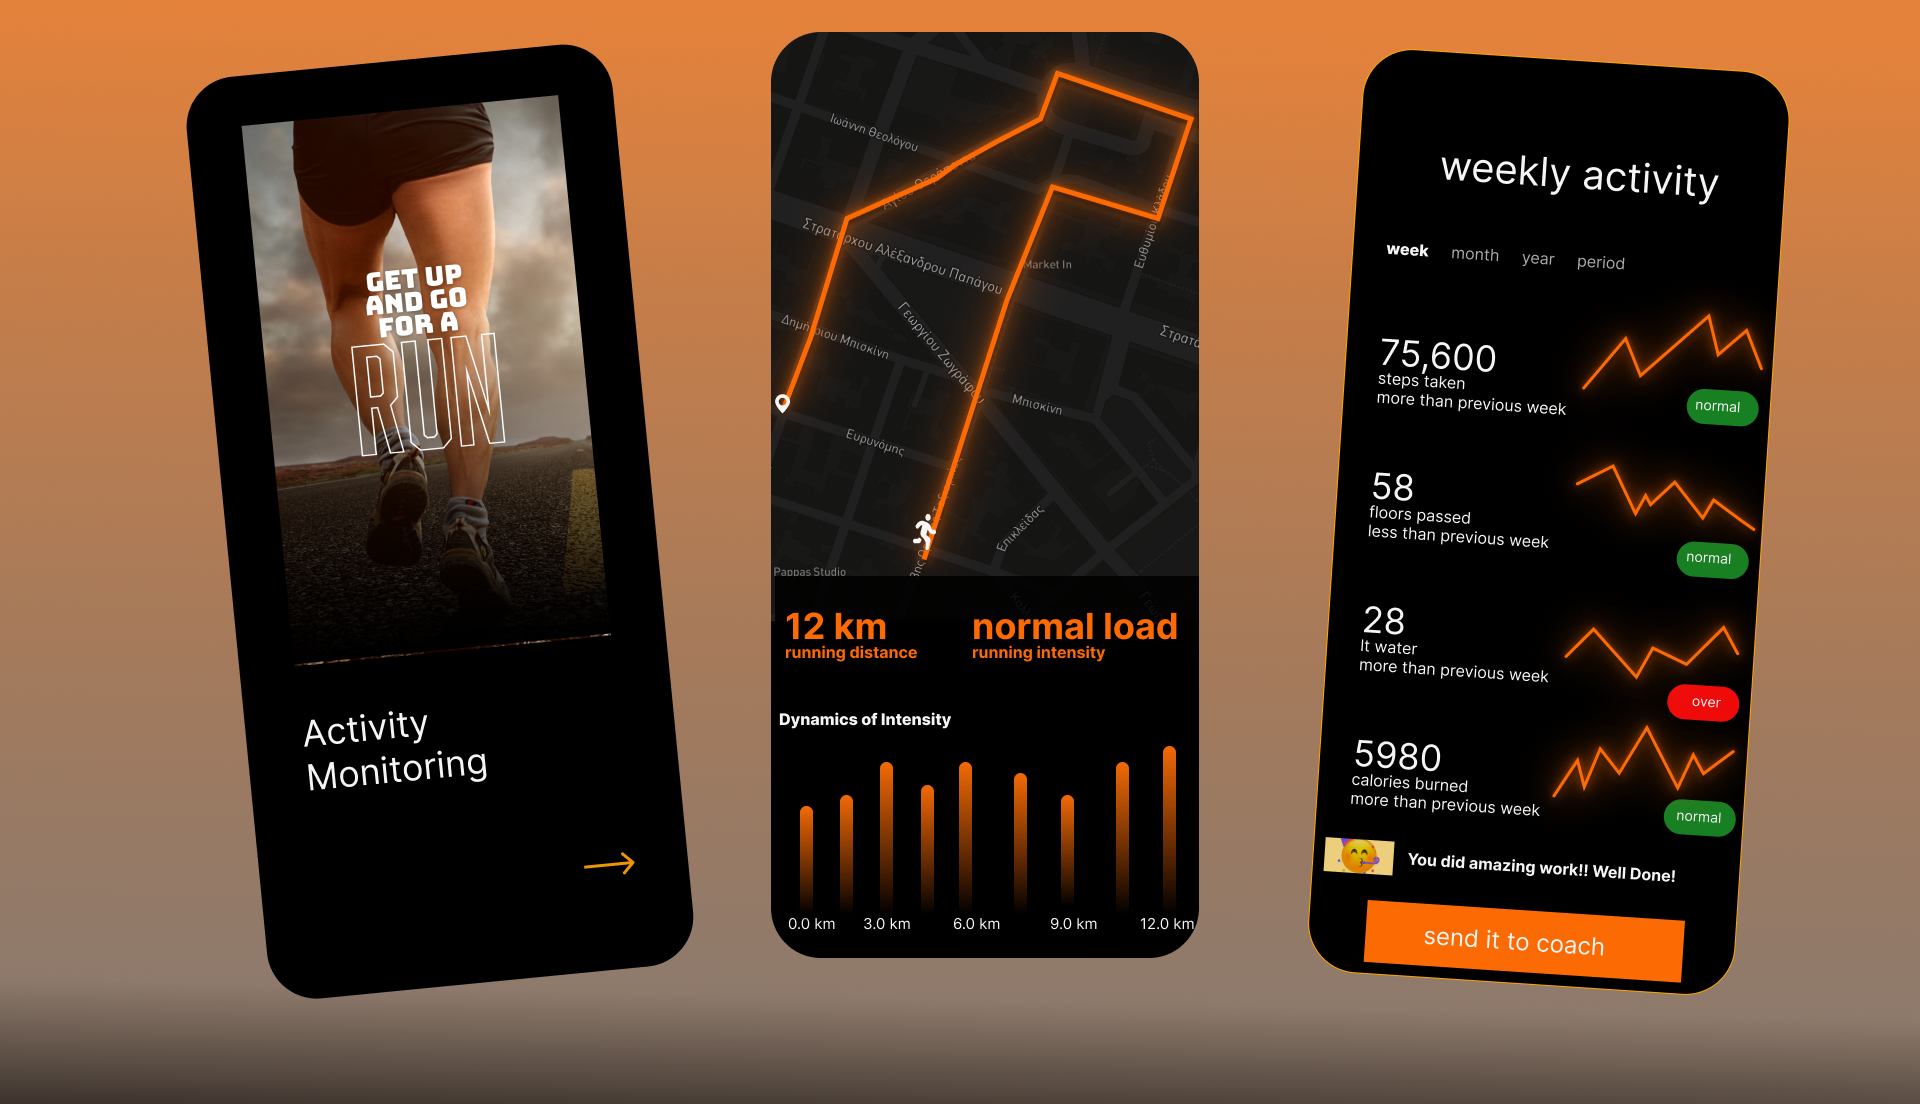 GET UP
AND GO
FOR A
RUN
Activity
Monitoring
Ιωάννη Θεολόγου
Στρατάρχου Αλέξανδρου Παπάγου
Market In
Ευθυμίου
Στρατά
Γεωργίου Ζωγράφου
Μπισκίνη
Μπισκίνη
Ευρυνόμης
Επικλείδας
Pappas Studio
12 km
running distance
normal load
running intensity
Dynamics of Intensity
0.0 km
3.0 km
6.0 km
9.0 km
12.0 km
weekly activity
week month year period
75,600
steps taken
more than previous week
normal
58
floors passed
less than previous week
normal
28
lt water
more than previous week
over
5980
calories burned
more than previous week
normal
You did amazing work!! Well Done!
send it to coach